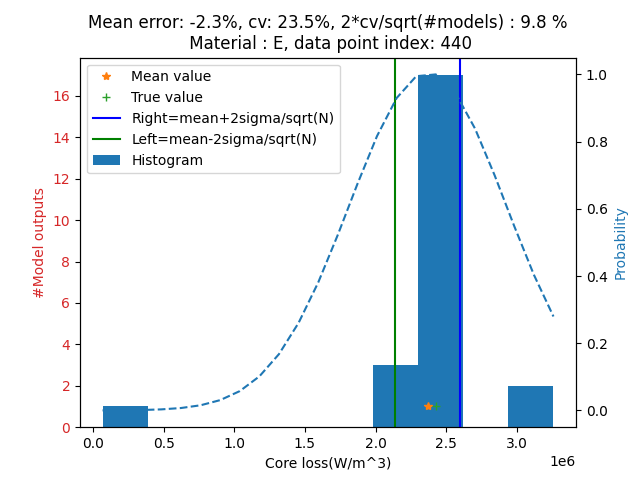 Mean error: -2.3%, cv: 23.5%, 2*cv/sqrt(#models) : 9.8 %
Material : E, data point index: 440
Mean value
True value
Right=mean+2sigma/sqrt(N)
Left=mean-2sigma/sqrt(N)
Histogram
#Model outputs
16
14
12
10
8
6
4
2
0
1.0
0.8
0.6
0.4
0.2
0.0
Probability
0.0 0.5 1.0 1.5 2.0 2.5 3.0
Core loss(W/m^3)
1e6